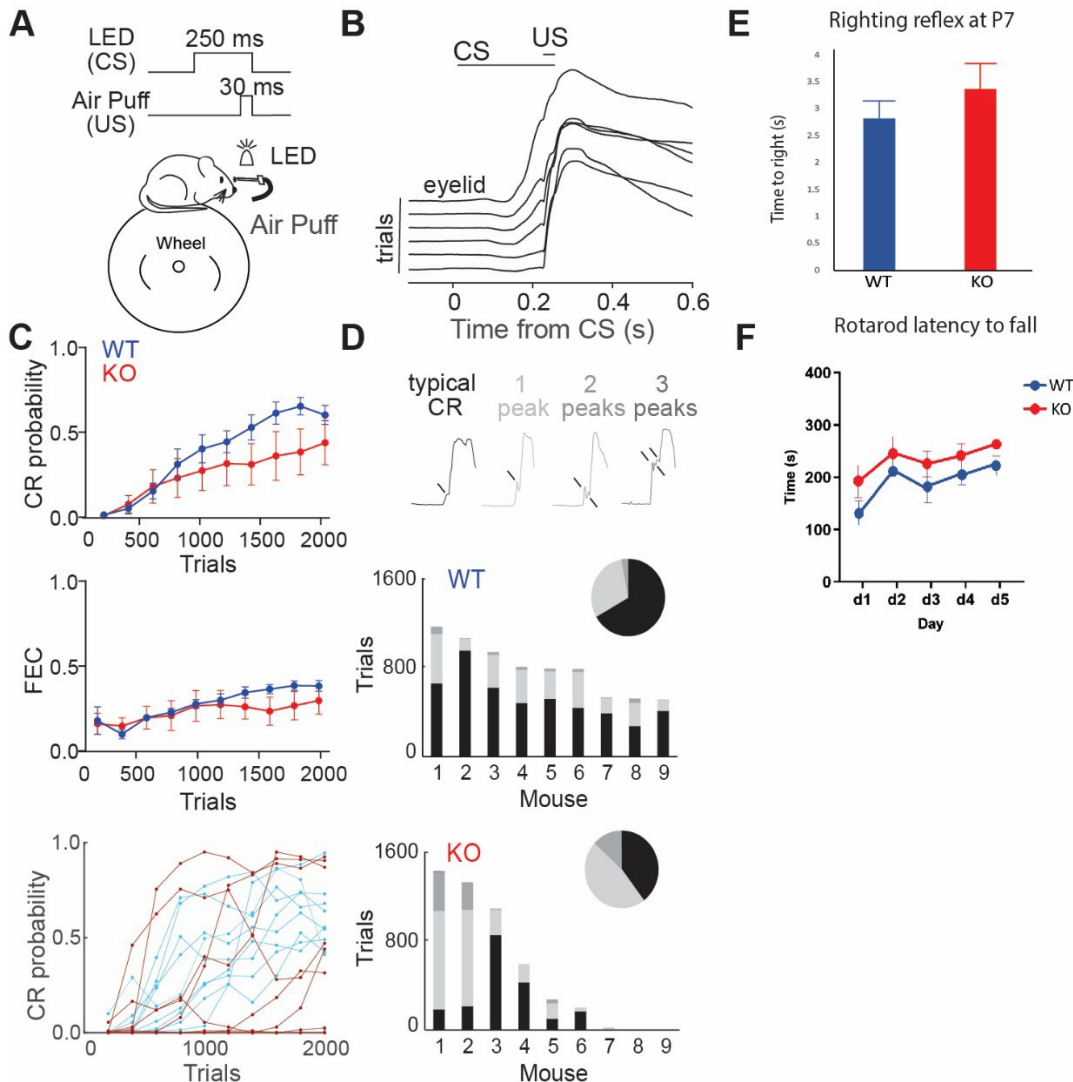 A
LED
(CS)
250 ms
Air Puff
(US)
30 ms
LED
Air Puff
Wheel
B
CS
US
eyelid
trials
0
0.2
0.4
0.6
Time from CS (s)
E
Righting reflex at P7
Time to right (s)
4
3.5
3
2.5
2
1.5
1
0.5
0
WT
KO
C
WT
KO
CR probability
1.0
0.5
0.0
0
500
1000
1500
2000
Trials
FEC
1.0
0.5
0.0
0
500
1000
1500
2000
Trials
CR probability
1.0
0.5
0.0
0
1000
2000
Trials
D
typical
CR
1
peak
2
peaks
3
peaks
WT
Trials
1600
800
0
1 2 3 4 5 6 7 8 9
Mouse
KO
Trials
1600
800
0
1 2 3 4 5 6 7 8 9
Mouse
F
Rotarod latency to fall
WT
KO
Time (s)
400
300
200
100
0
d1 d2 d3 d4 d5
Day